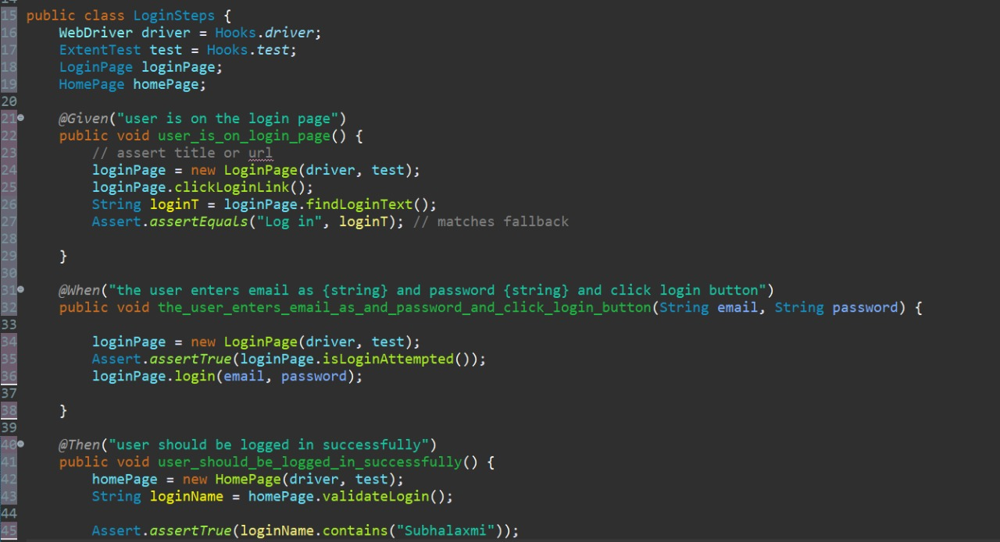 15 public class LoginSteps {
16 WebDriver driver = Hooks.driver;
17 ExtentTest test = Hooks.test;
18 LoginPage loginPage;
19 HomePage homePage;
20
21 @Given("user is on the login page")
22 public void user_is_on_login_page() {
23 // assert title or url
24 loginPage = new LoginPage(driver, test);
25 loginPage.clickLoginLink();
26 String loginT = loginPage.findLoginText();
27 Assert.assertEquals("Log in", loginT); // matches fallback
28
29 }
30
31 @When("the user enters email as {string} and password {string} and click login button")
32 public void the_user_enters_email_as_and_password_and_click_login_button(String email, String password) {
33
34 loginPage = new LoginPage(driver, test);
35 Assert.assertTrue(loginPage.isLoginAttempted());
36 loginPage.login(email, password);
37
38 }
39
40 @Then("user should be logged in successfully")
41 public void user_should_be_logged_in_successfully() {
42 homePage = new HomePage(driver, test);
43 String loginName = homePage.validateLogin();
44
45 Assert.assertTrue(loginName.contains("Subhalaxmi"));